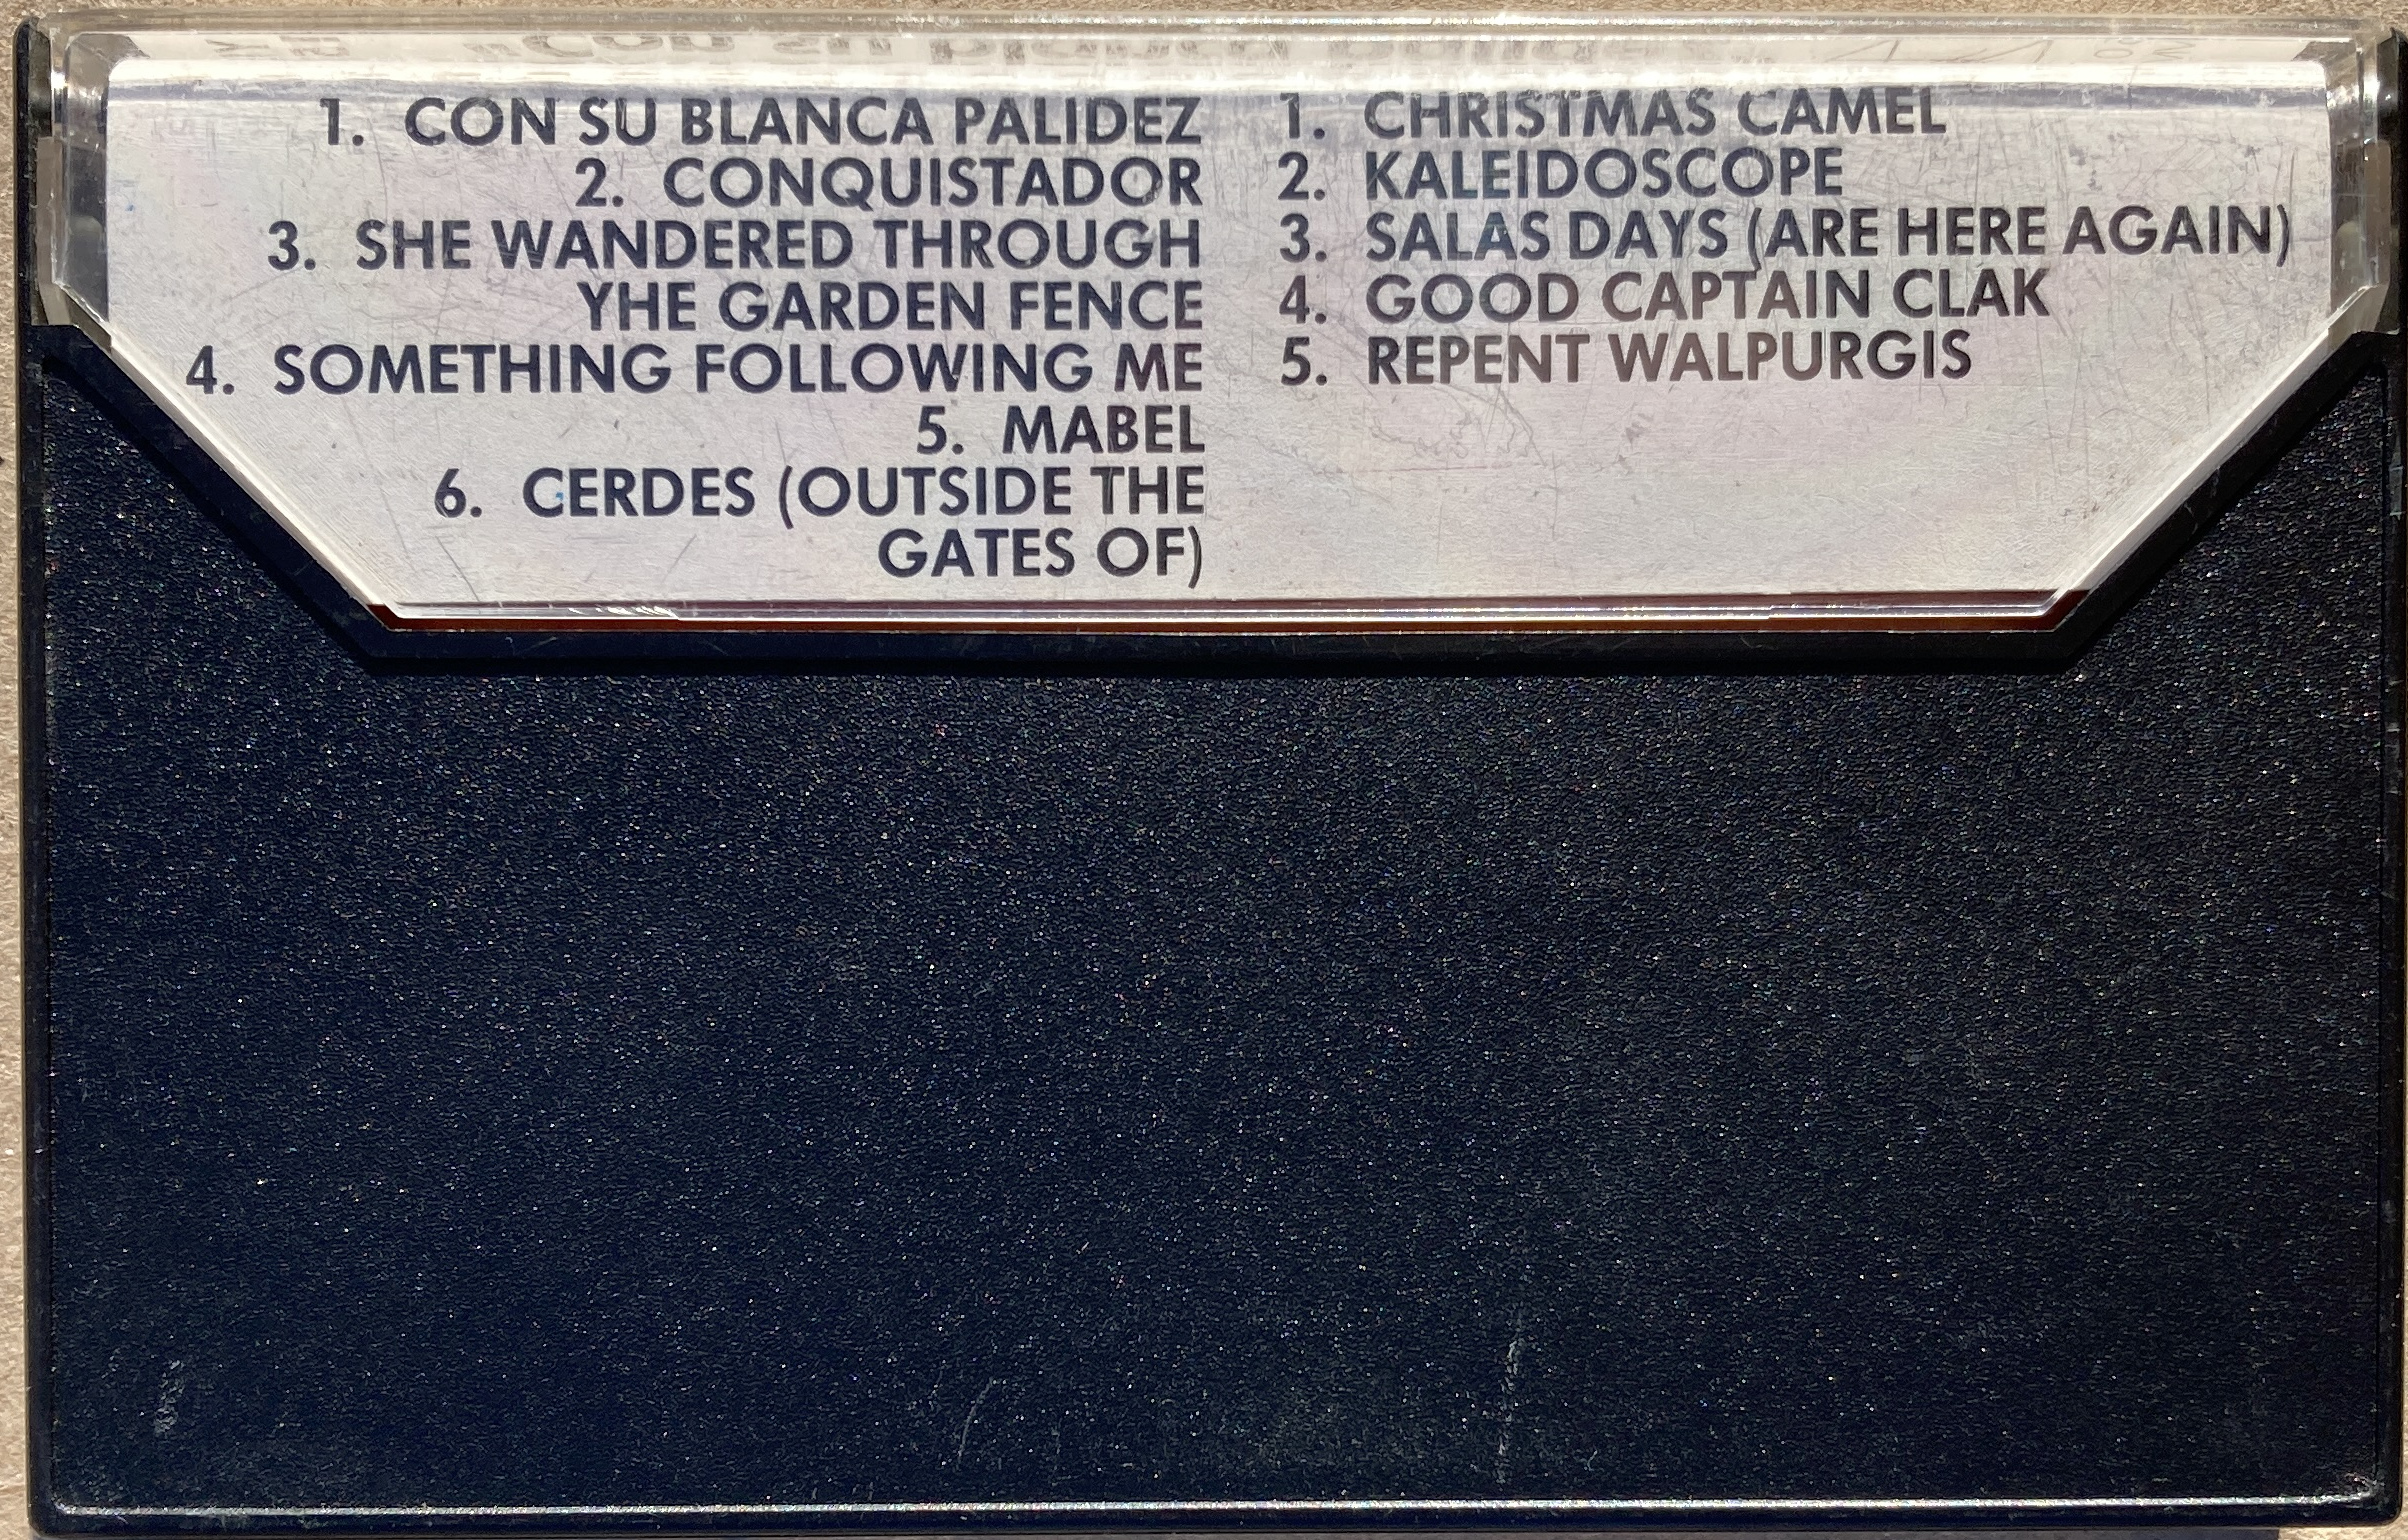 1. CON SU BLANCA PALIDEZ
2. CONQUISTADOR
3. SHE WANDERED THROUGH
YHE GARDEN FENCE
4. SOMETHING FOLLOWING ME
5. MABEL
6. CERDES (OUTSIDE THE
GATES OF)
1. CHRISTMAS CAMEL
2. KALEIDOSCOPE
3. SALAS DAYS (ARE HERE AGAIN)
4. GOOD CAPTAIN CLAK
5. REPENT WALPURGIS